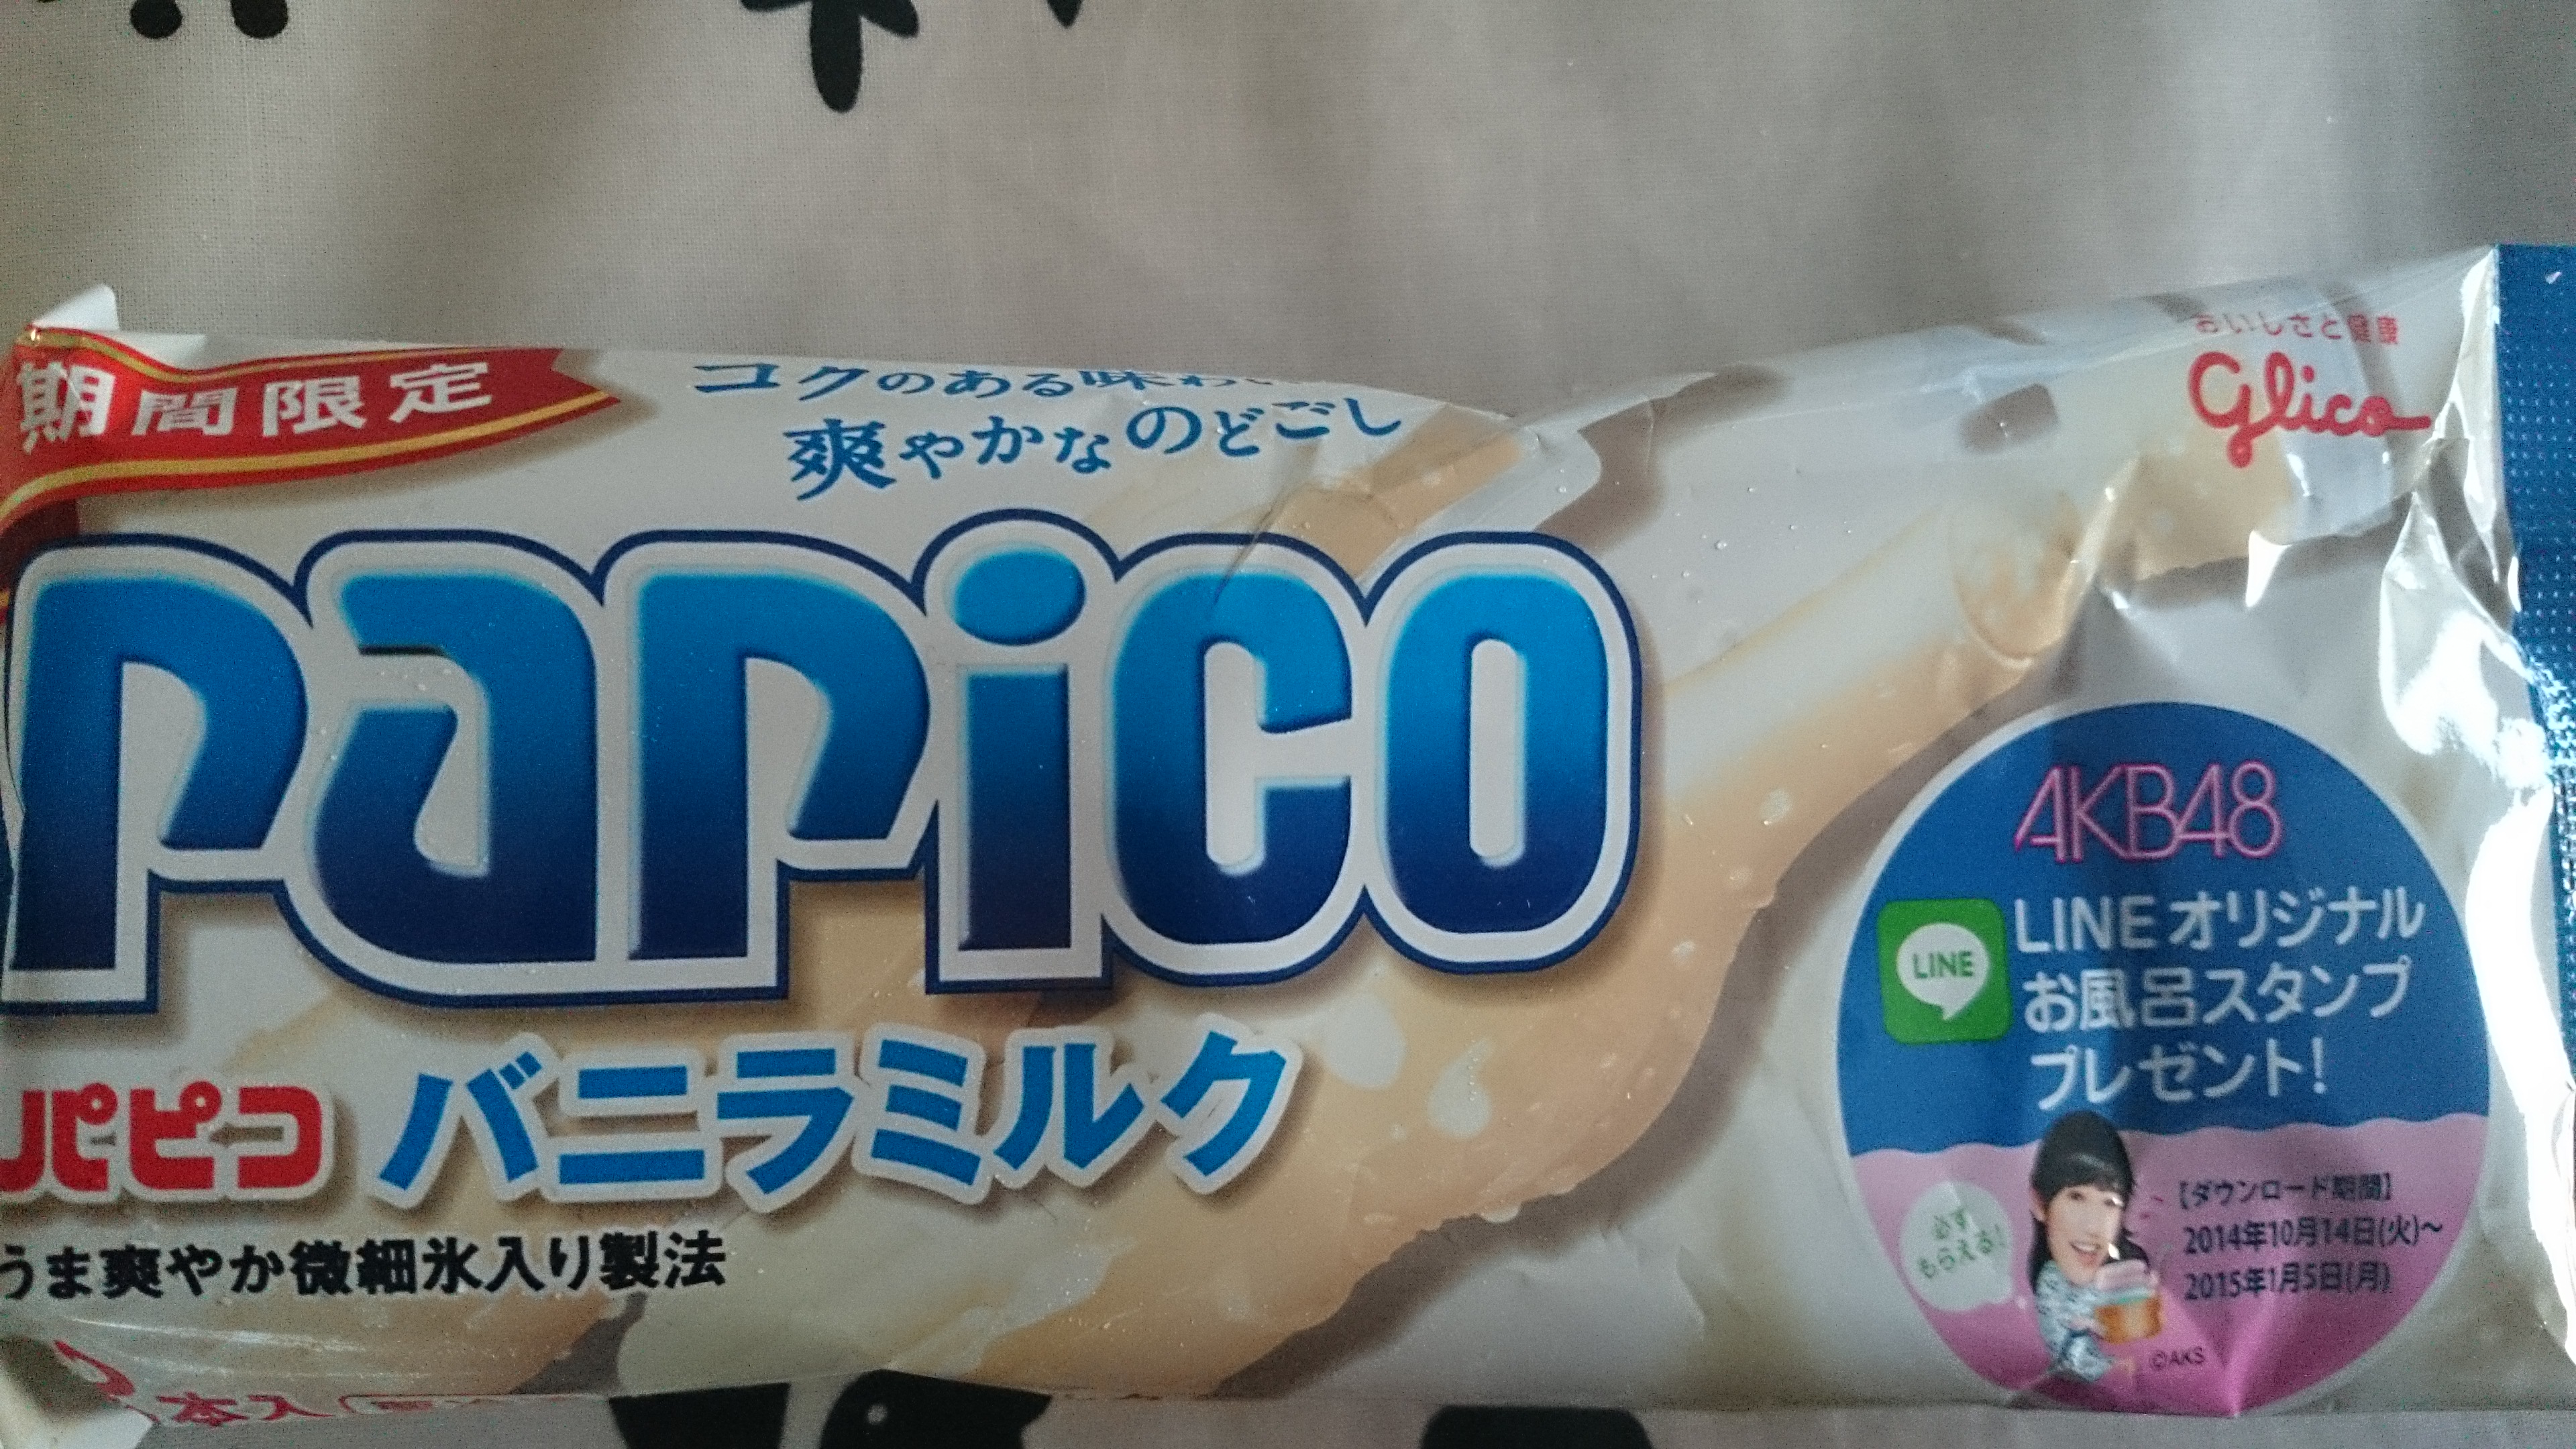 期間限定
コクのある味わい
爽やかなのどごし
おいしさと健康
Glico
papico
パピコ バニラミルク
うま爽やか微細氷入り製法
本入
AKB48
LINE
LINEオリジナル
お風呂スタンプ
プレゼント!
必ず
もらえる!
【ダウンロード期間】
2014年10月14日(火)～
2015年1月5日(月)
©AKS